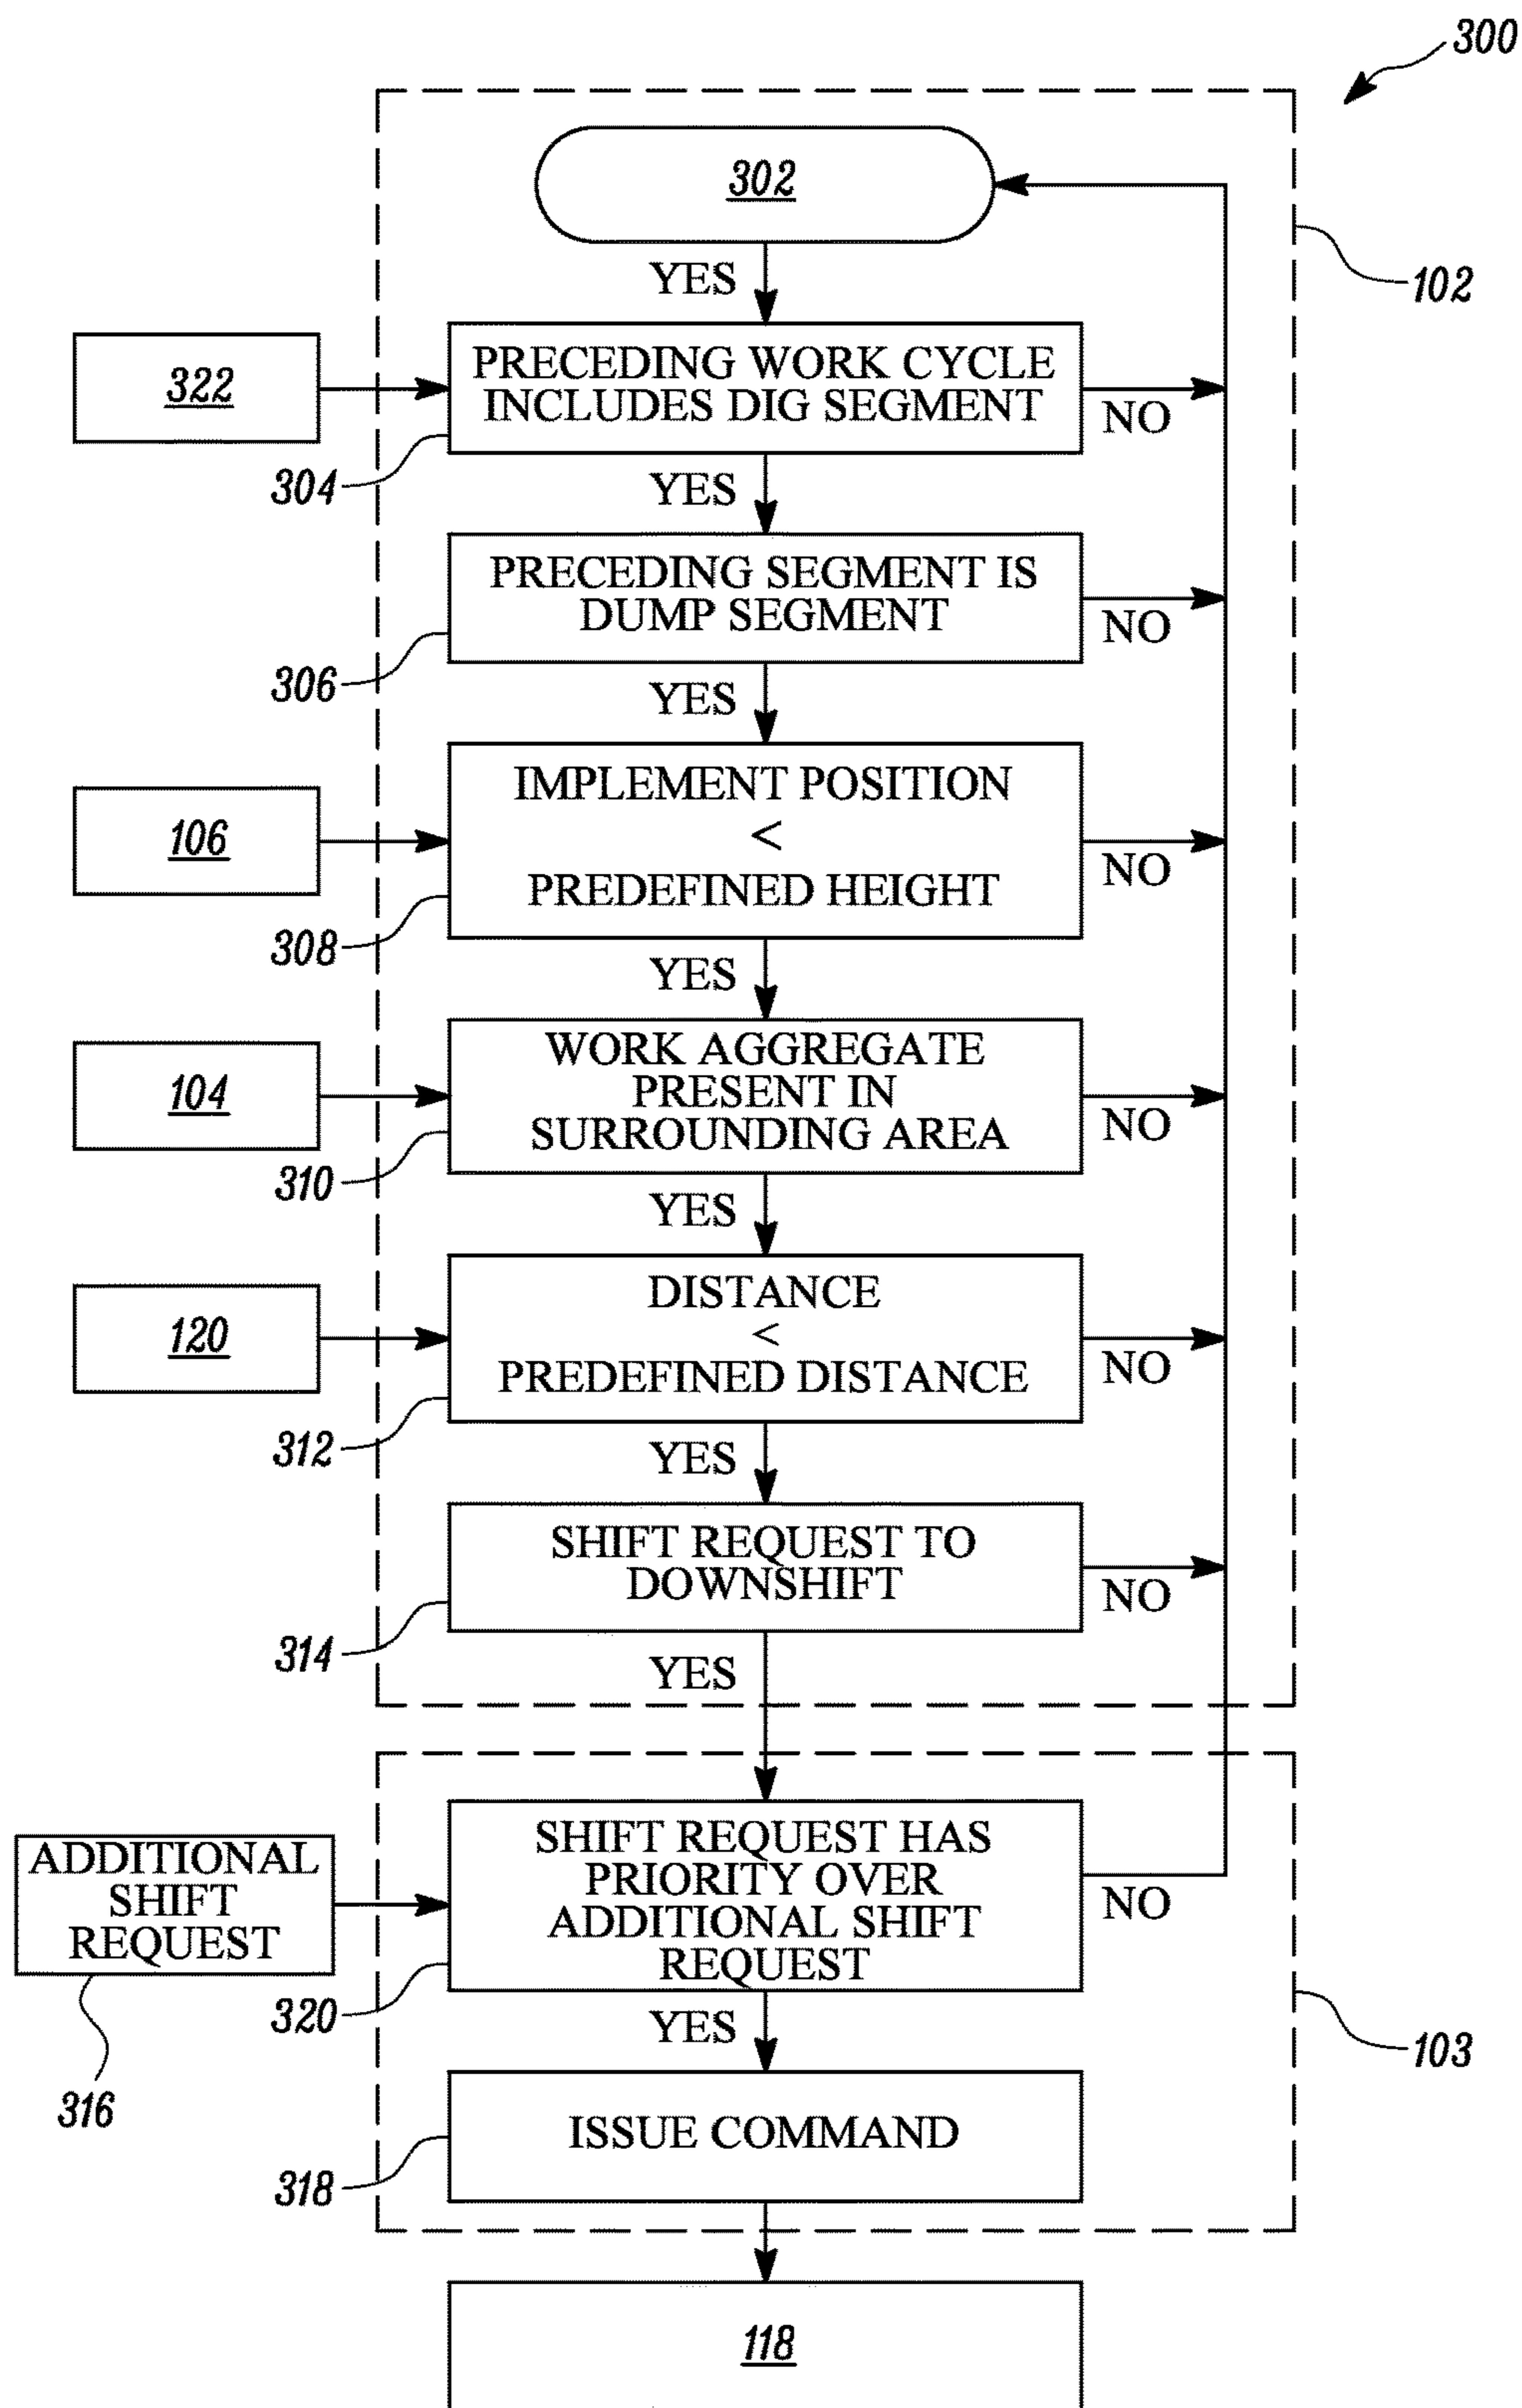 300
302
102
YES
322
PRECEDING WORK CYCLE
INCLUDES DIG SEGMENT
NO
304
YES
PRECEDING SEGMENT IS
DUMP SEGMENT
NO
306
YES
106
IMPLEMENT POSITION
<
PREDEFINED HEIGHT
NO
308
YES
104
WORK AGGREGATE
PRESENT IN
SURROUNDING AREA
NO
310
YES
120
DISTANCE
<
PREDEFINED DISTANCE
NO
312
YES
SHIFT REQUEST TO
DOWNSHIFT
NO
314
YES
ADDITIONAL
SHIFT
REQUEST
316
SHIFT REQUEST HAS
PRIORITY OVER
ADDITIONAL SHIFT
REQUEST
NO
320
YES
103
ISSUE COMMAND
318
118